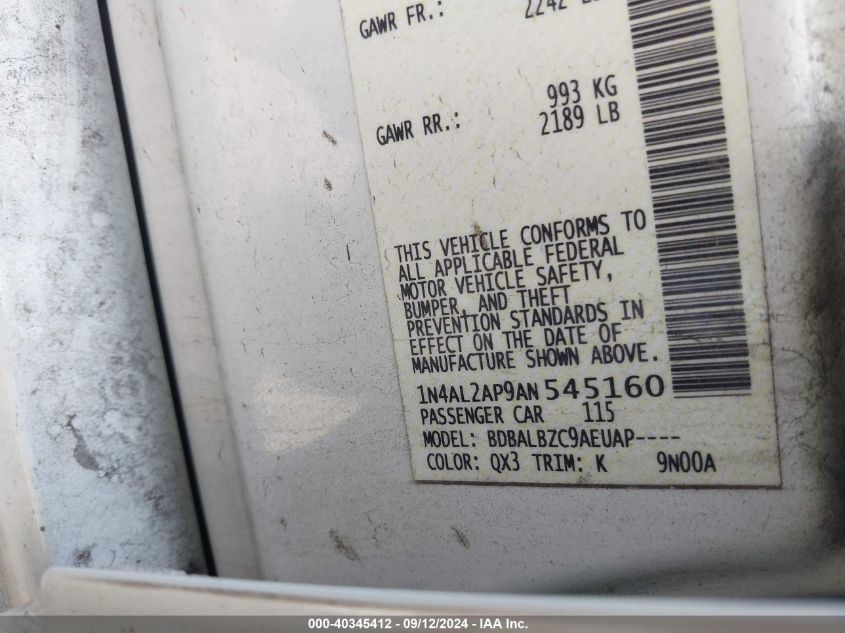 GAWR FR.: 2242
993 KG
GAWR RR.: 2189 LB
THIS VEHICLE CONFORMS TO
ALL APPLICABLE FEDERAL
MOTOR VEHICLE SAFETY,
BUMPER, AND THEFT
PREVENTION STANDARDS IN
EFFECT ON THE DATE OF
MANUFACTURE SHOWN ABOVE.
1N4AL2AP9AN545160
PASSENGER CAR 115
MODEL: BDBALBZC9AEUAP----
COLOR: QX3 TRIM: K 9N00A
000-40345412 - 09/12/2024 - IAA Inc.